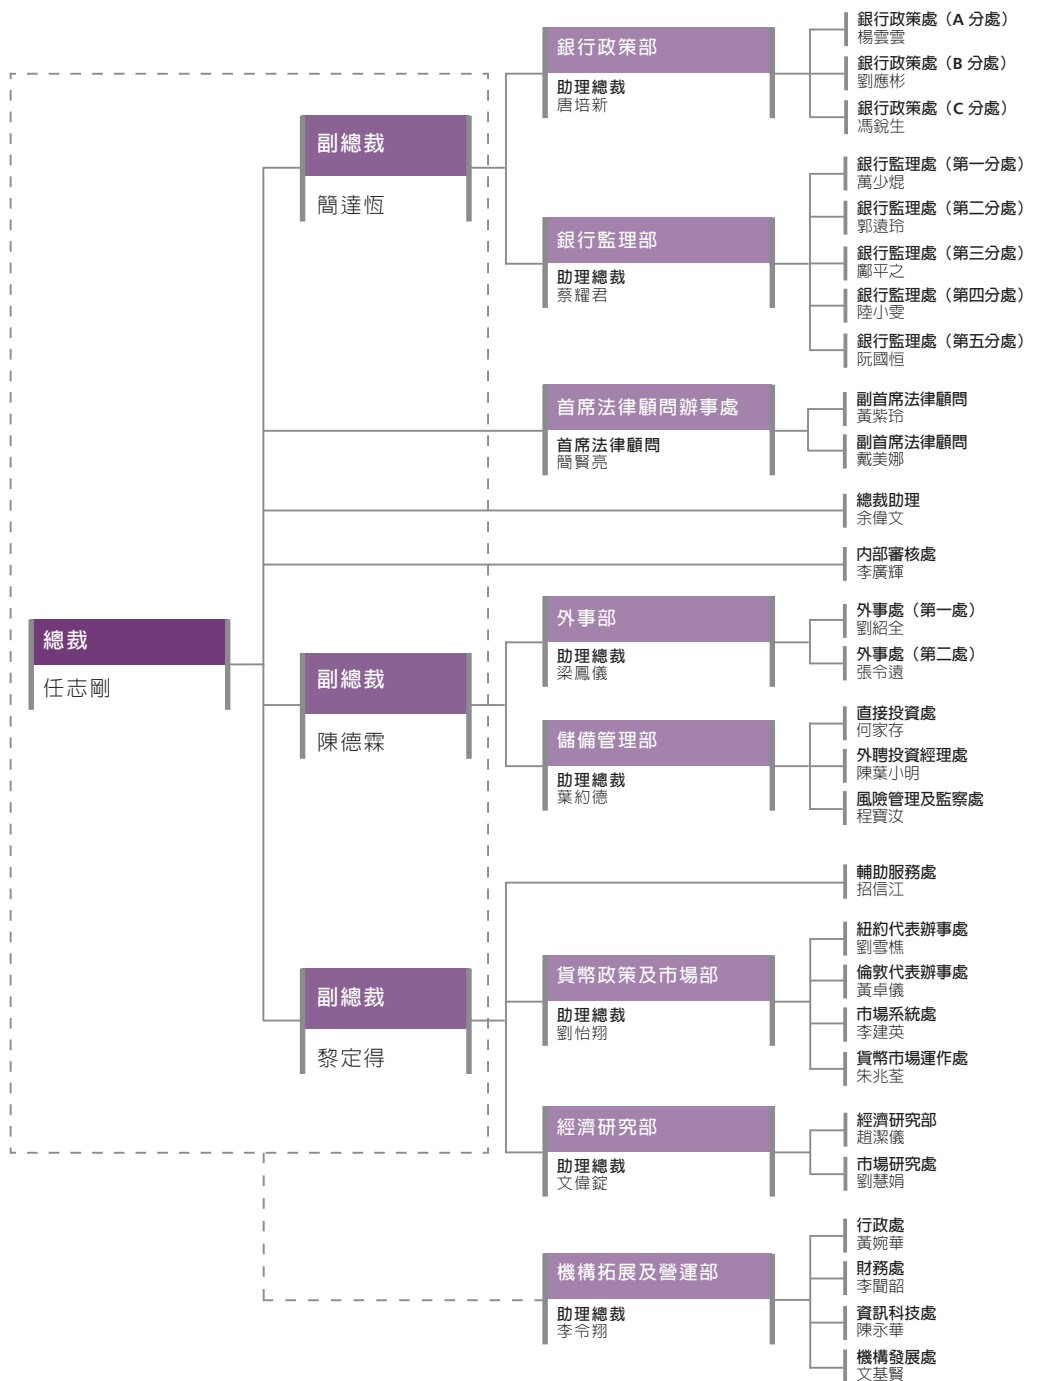 總裁
任志剛
副總裁
簡達恆
銀行政策部
助理總裁
唐培新
銀行政策處（A 分處）
楊雲雲
銀行政策處（B 分處）
劉應彬
銀行政策處（C 分處）
馮銳生
銀行監理部
助理總裁
蔡耀君
銀行監理處（第一分處）
萬少焜
銀行監理處（第二分處）
郭遠玲
銀行監理處（第三分處）
鄺平之
銀行監理處（第四分處）
陸小雯
銀行監理處（第五分處）
阮國恒
首席法律顧問辦事處
首席法律顧問
簡賢亮
副首席法律顧問
黃紫玲
副首席法律顧問
戴美娜
總裁助理
余偉文
內部審核處
李廣輝
副總裁
陳德霖
外事部
助理總裁
梁鳳儀
外事處（第一處）
劉紹全
外事處（第二處）
張令遠
儲備管理部
助理總裁
葉約德
直接投資處
何家存
外聘投資經理處
陳葉小明
風險管理及監察處
程寶汝
副總裁
黎定得
輔助服務處
招信江
貨幣政策及市場部
助理總裁
劉怡翔
紐約代表辦事處
劉雪樵
倫敦代表辦事處
黃卓儀
市場系統處
李建英
貨幣市場運作處
朱兆荃
經濟研究部
助理總裁
文偉錠
經濟研究部
趙潔儀
市場研究處
劉慧娟
機構拓展及營運部
助理總裁
李令翔
行政處
黃婉華
財務處
李聞韶
資訊科技處
陳永華
機構發展處
文基賢